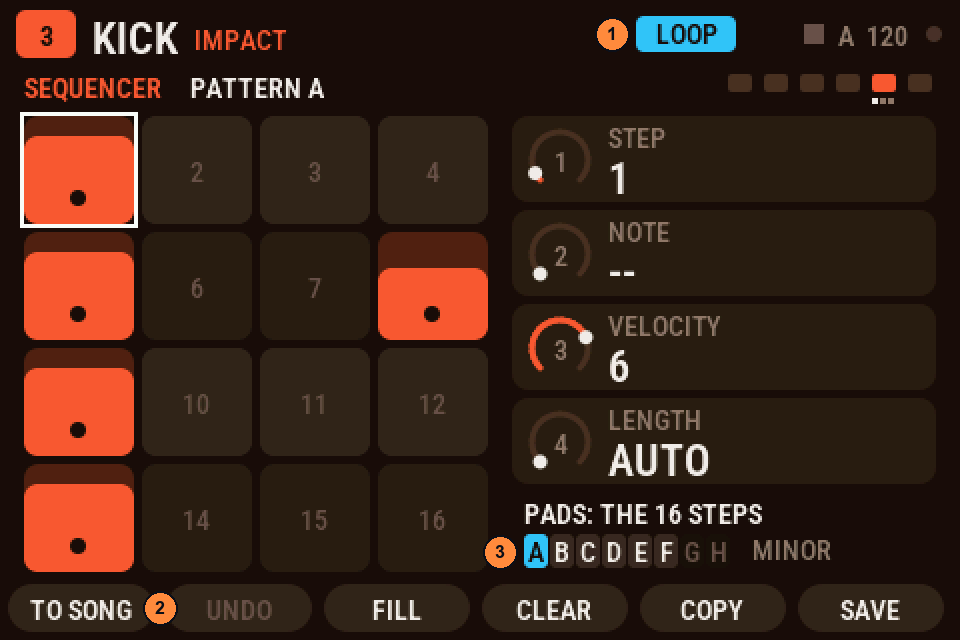 3 KICK IMPACT 1 LOOP A 120
SEQUENCER PATTERN A
2 3 4
6 7
10 11 12
14 15 16
1 STEP
1
2 NOTE
--
3 VELOCITY
6
4 LENGTH
AUTO
PADS: THE 16 STEPS
3 A B C D E F G H MINOR
TO SONG 2 UNDO FILL CLEAR COPY SAVE